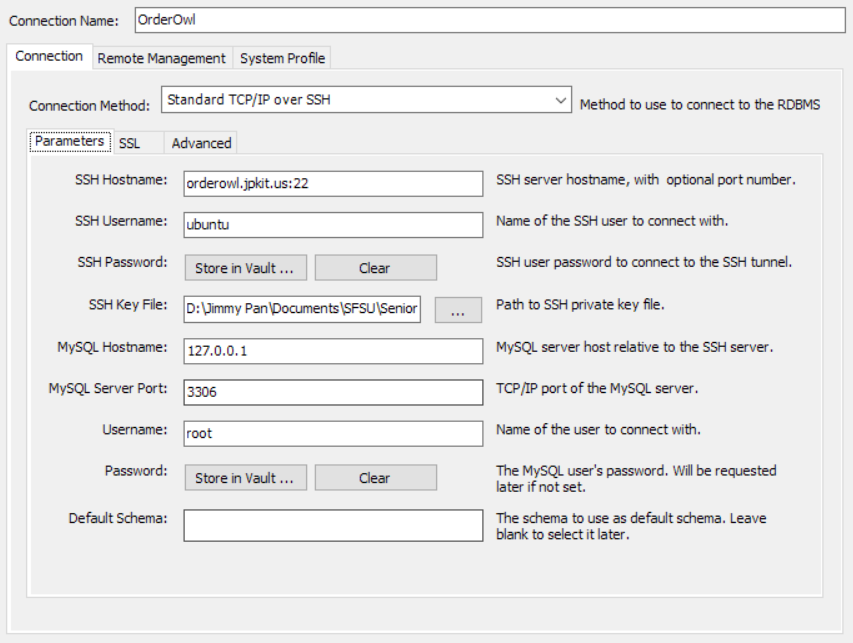 Connection Name: OrderOwl
Connection Remote Management System Profile
Connection Method: Standard TCP/IP over SSH Method to use to connect to the RDBMS
Parameters SSL Advanced
SSH Hostname: orderowl.jpkit.us:22 SSH server hostname, with optional port number.
SSH Username: ubuntu Name of the SSH user to connect with.
SSH Password: Store in Vault ... Clear SSH user password to connect to the SSH tunnel.
SSH Key File: D:\Jimmy Pan\Documents\SFSU\Senior ... Path to SSH private key file.
MySQL Hostname: 127.0.0.1 MySQL server host relative to the SSH server.
MySQL Server Port: 3306 TCP/IP port of the MySQL server.
Username: root Name of the user to connect with.
Password: Store in Vault ... Clear The MySQL user's password. Will be requested
later if not set.
Default Schema: The schema to use as default schema. Leave
blank to select it later.